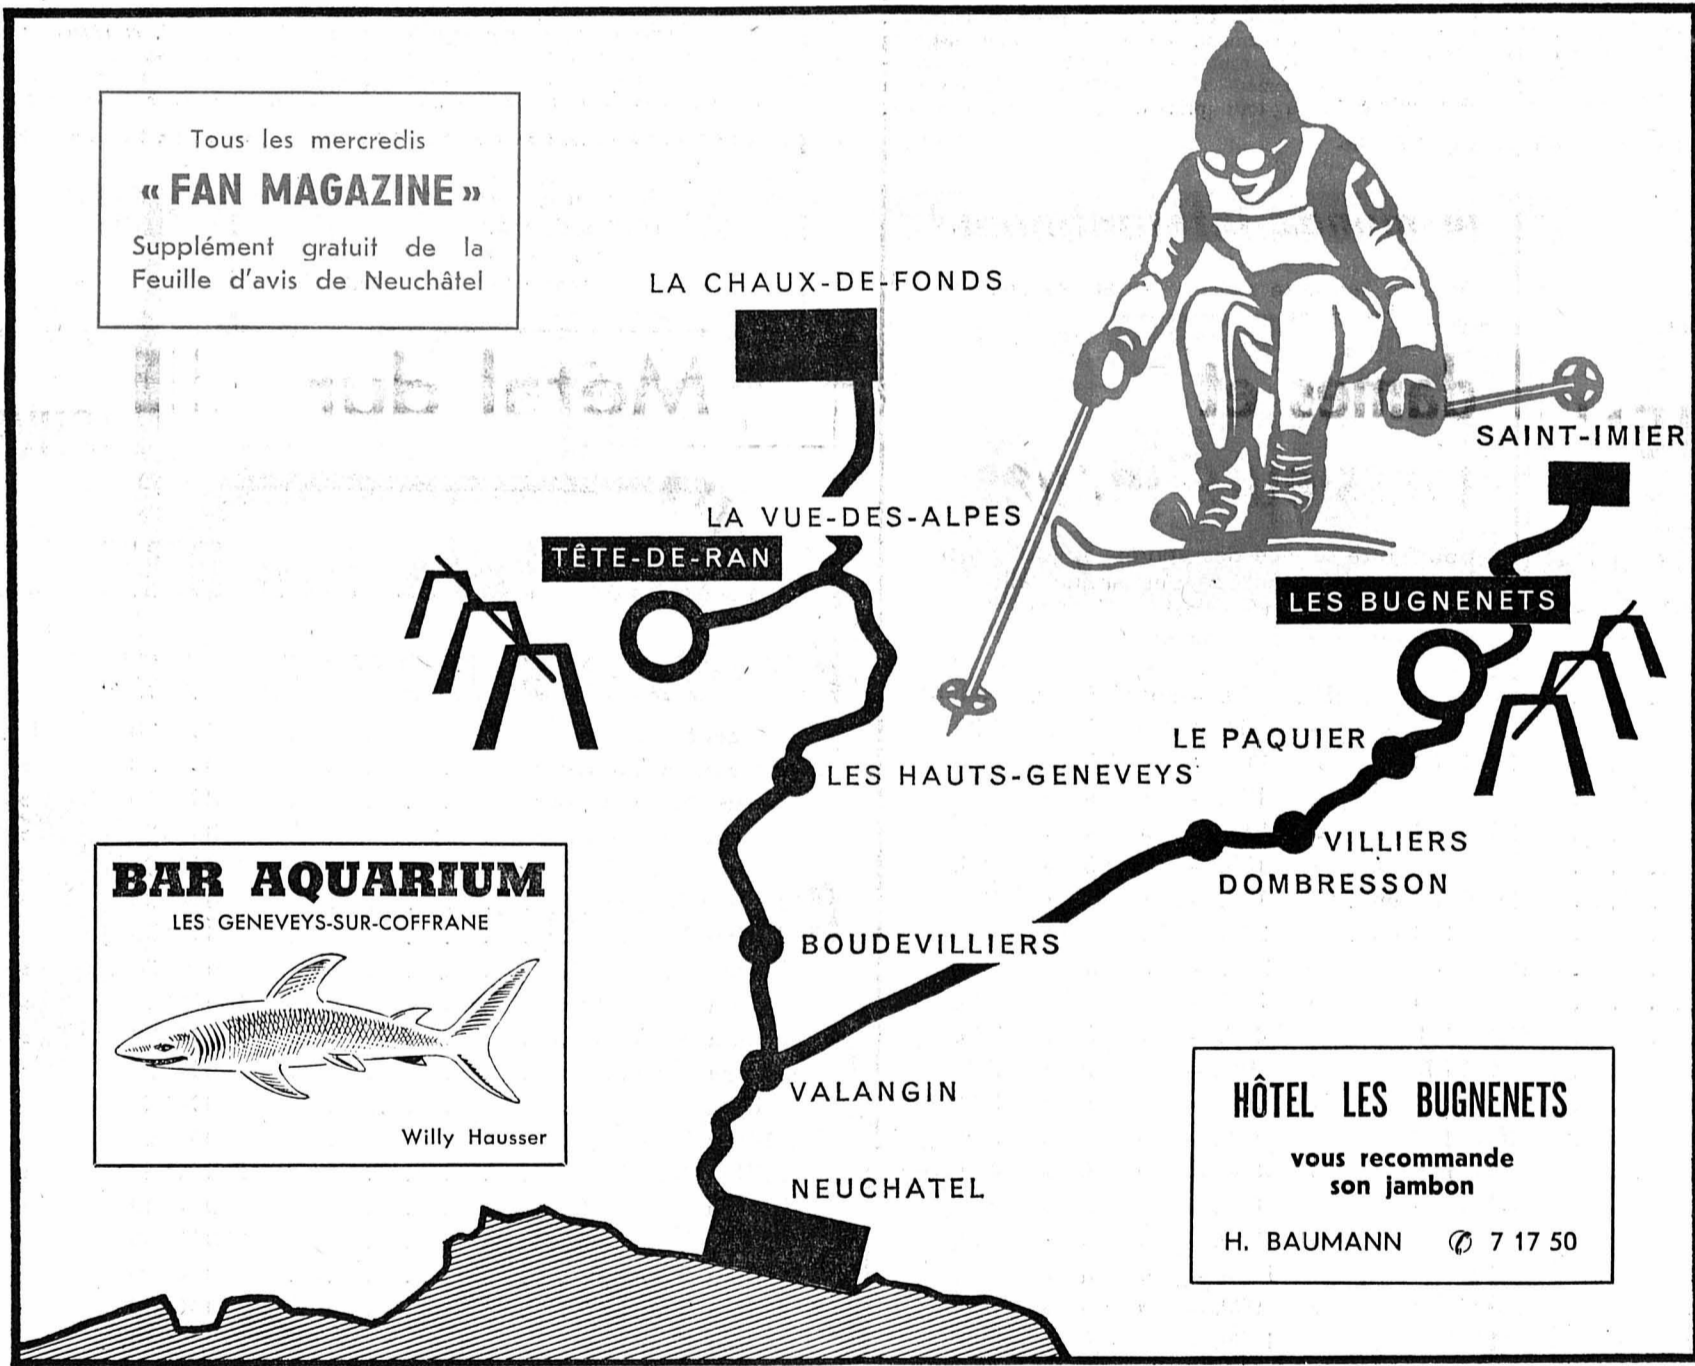 Tous les mercredis
« FAN MAGAZINE »
Supplément gratuit de la
Feuille d'avis de Neuchâtel
LA CHAUX-DE-FONDS
SAINT-IMIER
LA VUE-DES-ALPES
TÊTE-DE-RAN
LES BUGNENETS
LE PAQUIER
LES HAUTS-GENEVEYS
VILLIERS
DOMBRESSON
BOUDEVILLIERS
VALANGIN
NEUCHATEL
BAR AQUARIUM
LES GENEVEYS-SUR-COFFRANE
Willy Hausser
HÔTEL LES BUGNENETS
vous recommande
son jambon
H. BAUMANN ✆ 7 17 50
Métal dur